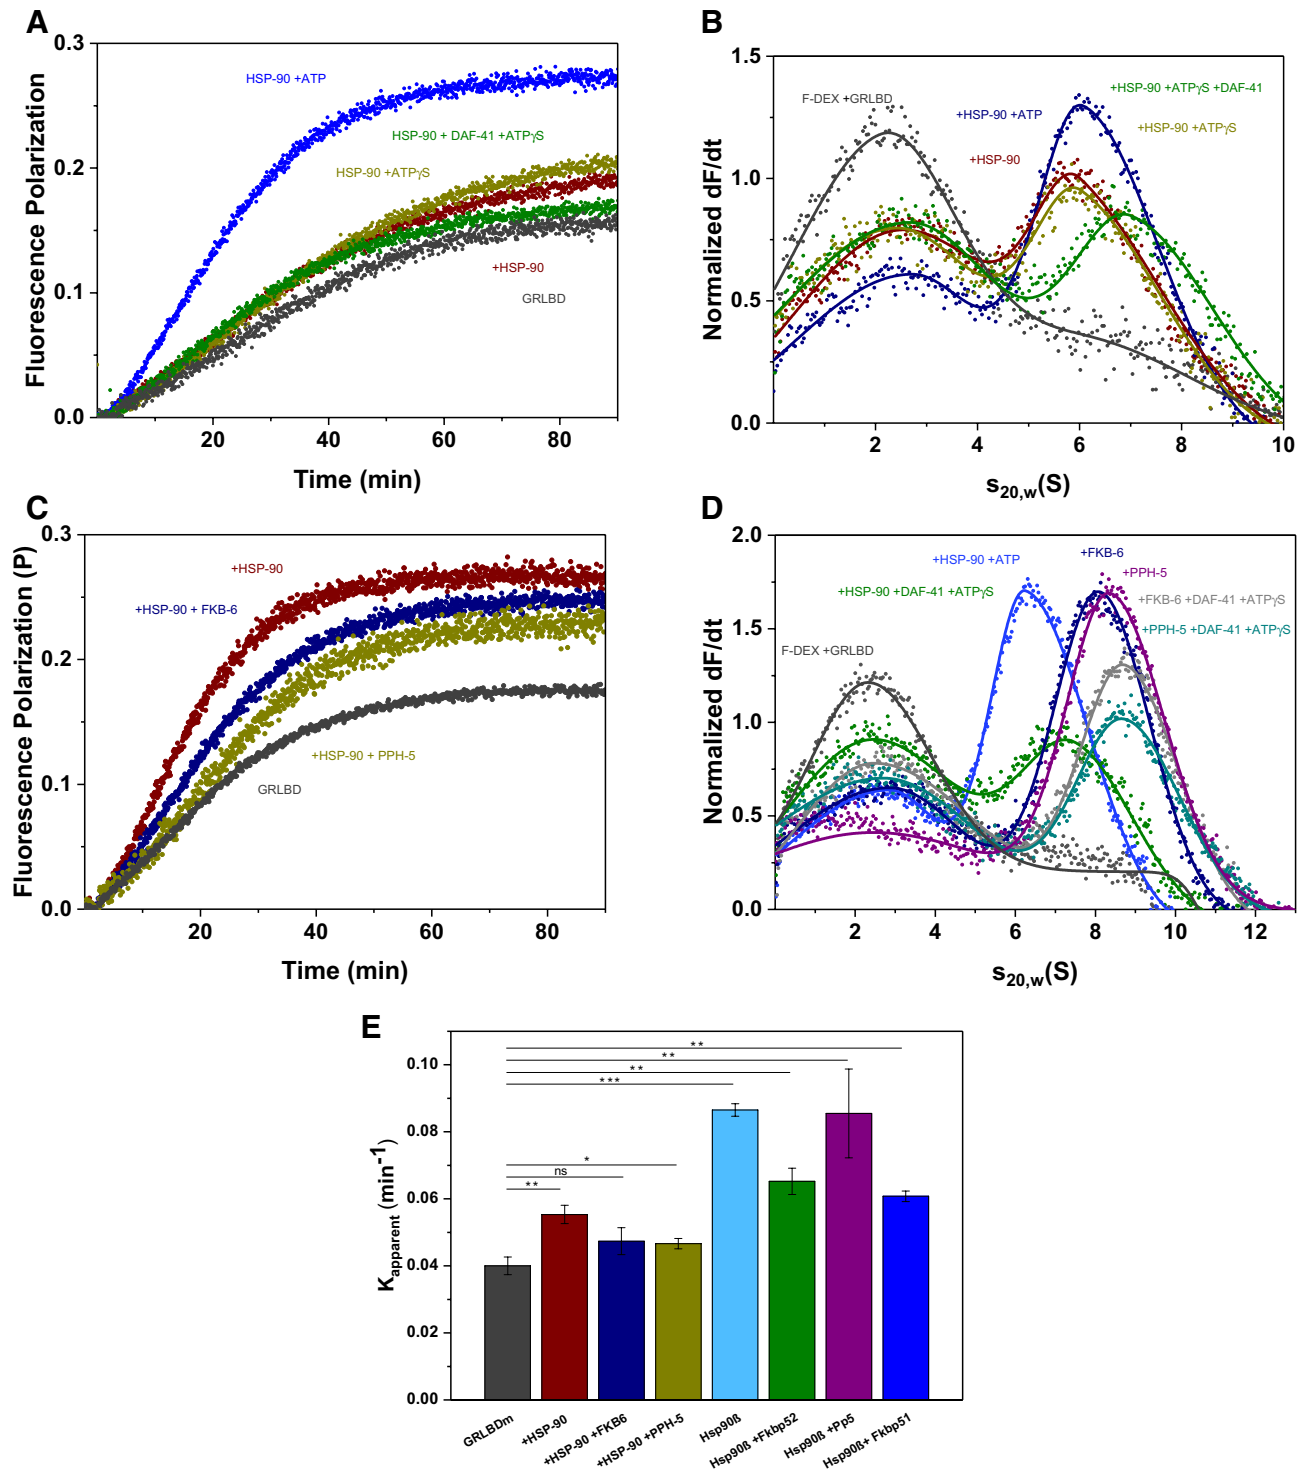 A
Fluorescence Polarization
0.3
0.2
0.1
0.0
HSP-90 +ATP
HSP-90 + DAF-41 +ATPγS
HSP-90 +ATPγS
+HSP-90
GRLBD
20 40 60 80
Time (min)
B
Normalized dF/dt
1.5
1.0
0.5
0.0
F-DEX +GRLBD
+HSP-90 +ATP
+HSP-90 +ATPγS +DAF-41
+HSP-90 +ATPγS
+HSP-90
2 4 6 8 10
s20,w(S)
C
Fluorescence Polarization (P)
0.3
0.2
0.1
0.0
+HSP-90
+HSP-90 + FKB-6
+HSP-90 + PPH-5
GRLBD
20 40 60 80
Time (min)
D
Normalized dF/dt
2.0
1.5
1.0
0.5
0.0
+HSP-90 +ATP
+FKB-6
+PPH-5
+HSP-90 +DAF-41 +ATPγS
+FKB-6 +DAF-41 +ATPγS
+PPH-5 +DAF-41 +ATPγS
F-DEX +GRLBD
2 4 6 8 10 12
s20,w(S)
E
Kapparent (min-1)
0.10
0.08
0.06
0.04
0.02
0.00
**
**
**
***
*
ns
**
GRLBDm
+HSP-90
+HSP-90 +FKB6
+HSP-90 +PPH-5
Hsp90ß
Hsp90ß +Fkbp52
Hsp90ß +Pp5
Hsp90ß+ Fkbp51